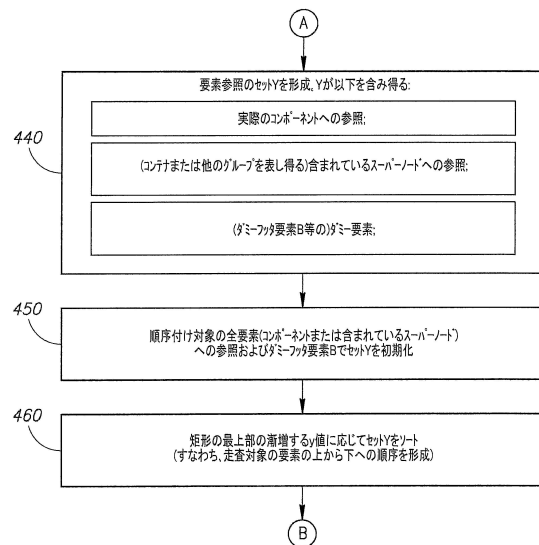 A
要素参照のセットYを形成、Yが以下を含み得る:
実際のコンポーネントへの参照;
440
(コンテナまたは他のグループを表し得る)含まれているスーパーノードへの参照;
(ダミーフッタ要素B等の)ダミー要素;
450
順序付け対象の全要素(コンポーネントまたは含まれているスーパーノード)
への参照およびダミーフッタ要素BでセットYを初期化
460
矩形の最上部の漸増するy値に応じてセットYをソート
(すなわち、走査対象の要素の上から下への順序を形成)
B